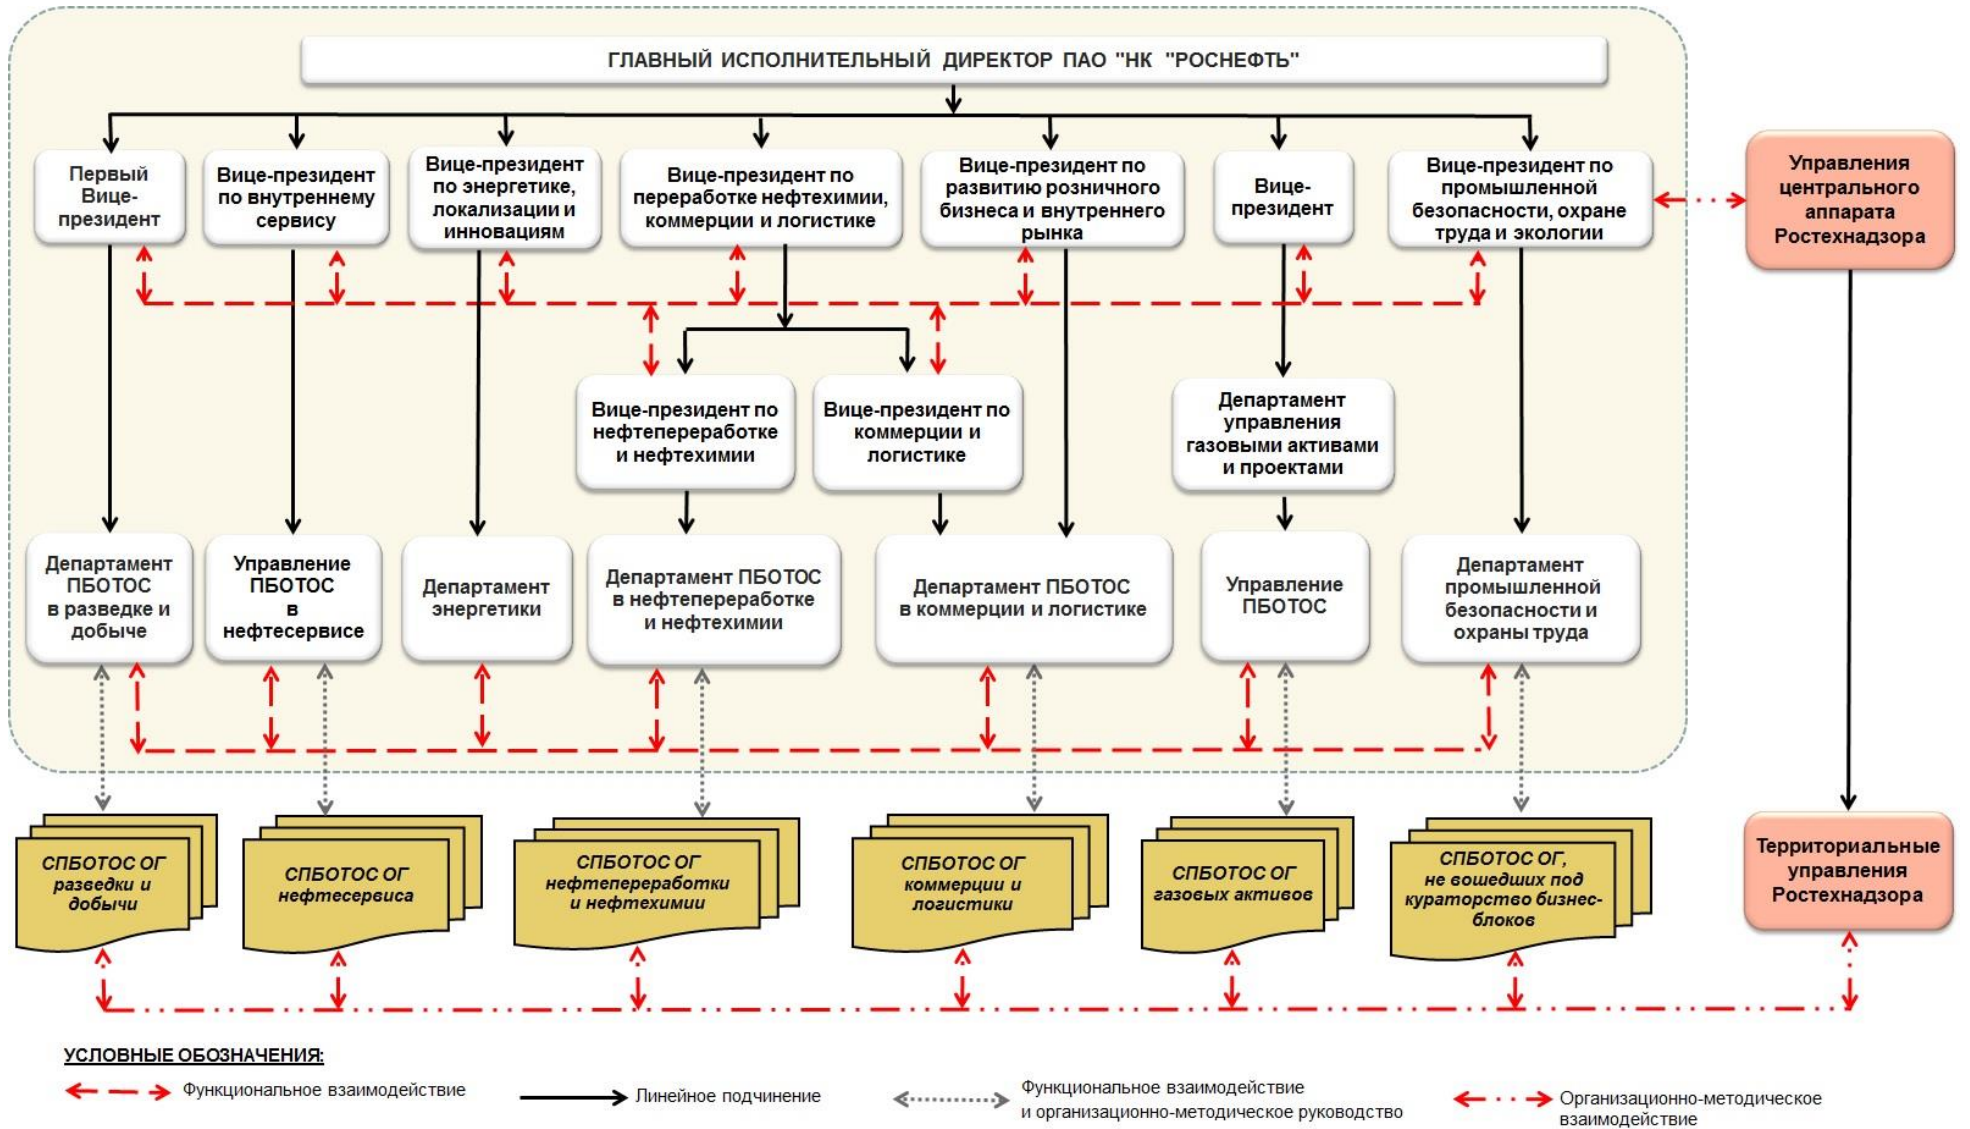 ГЛАВНЫЙ ИСПОЛНИТЕЛЬНЫЙ ДИРЕКТОР ПАО "НК "РОСНЕФТЬ"
Первый
Вице-
президент
Вице-президент
по внутреннему
сервису
Вице-президент
по энергетике,
локализации и
инновациям
Вице-президент по
переработке нефтехимии,
коммерции и логистике
Вице-президент по
развитию розничного
бизнеса и внутреннего
рынка
Вице-
президент
Вице-президент по
промышленной
безопасности, охране
труда и экологии
Управления
центрального
аппарата
Ростехнадзора
Вице-президент по
нефтепереработке
и нефтехимии
Вице-президент по
коммерции и
логистике
Департамент
управления
газовыми активами
и проектами
Департамент
ПБОТОС
в разведке и
добыче
Управление
ПБОТОС
в
нефтесервисе
Департамент
энергетики
Департамент ПБОТОС
в нефтепереработке
и нефтехимии
Департамент ПБОТОС
в коммерции и логистике
Управление
ПБОТОС
Департамент
промышленной
безопасности и
охраны труда
СПБОТОС ОГ
разведки и
добычи
СПБОТОС ОГ
нефтесервиса
СПБОТОС ОГ
нефтепереработки
и нефтехимии
СПБОТОС ОГ
коммерции и
логистики
СПБОТОС ОГ
газовых активов
СПБОТОС ОГ,
не вошедших под
кураторство бизнес-
блоков
Территориальные
управления
Ростехнадзора
УСЛОВНЫЕ ОБОЗНАЧЕНИЯ:
Функциональное взаимодействие
Линейное подчинение
Функциональное взаимодействие
и организационно-методическое руководство
Организационно-методическое
взаимодействие